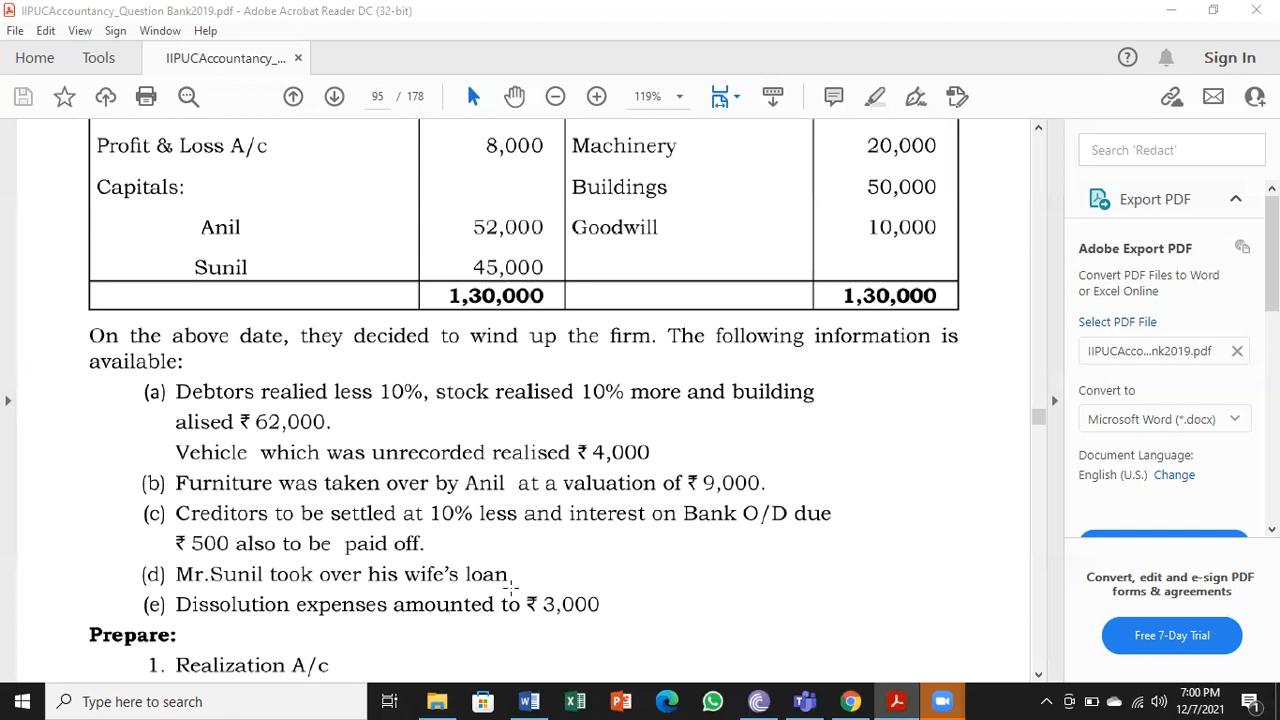 IIPUCAccountancy_Question Bank2019.pdf - Adobe Acrobat Reader DC (32-bit)
File Edit View Sign Window Help
Home Tools IIPUCAccountancy_... × Sign In
95 / 178 119%
Profit & Loss A/c 8,000 Machinery 20,000
Capitals: Buildings 50,000
Anil 52,000 Goodwill 10,000
Sunil 45,000
1,30,000 1,30,000
On the above date, they decided to wind up the firm. The following information is
available:
(a) Debtors realied less 10%, stock realised 10% more and building
alised ₹ 62,000.
Vehicle which was unrecorded realised ₹ 4,000
(b) Furniture was taken over by Anil at a valuation of ₹ 9,000.
(c) Creditors to be settled at 10% less and interest on Bank O/D due
₹ 500 also to be paid off.
(d) Mr.Sunil took over his wife's loan
(e) Dissolution expenses amounted to ₹ 3,000
Prepare:
1. Realization A/c
Search 'Redact'
Export PDF
Adobe Export PDF
Convert PDF Files to Word
or Excel Online
Select PDF File
IIPUCAcco...nk2019.pdf ×
Convert to
Microsoft Word (*.docx)
Document Language:
English (U.S.) Change
Convert, edit and e-sign PDF
forms & agreements
Free 7-Day Trial
Type here to search
7:00 PM
12/7/2021